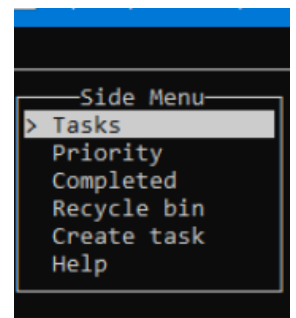 Side Menu
> Tasks
Priority
Completed
Recycle bin
Create task
Help